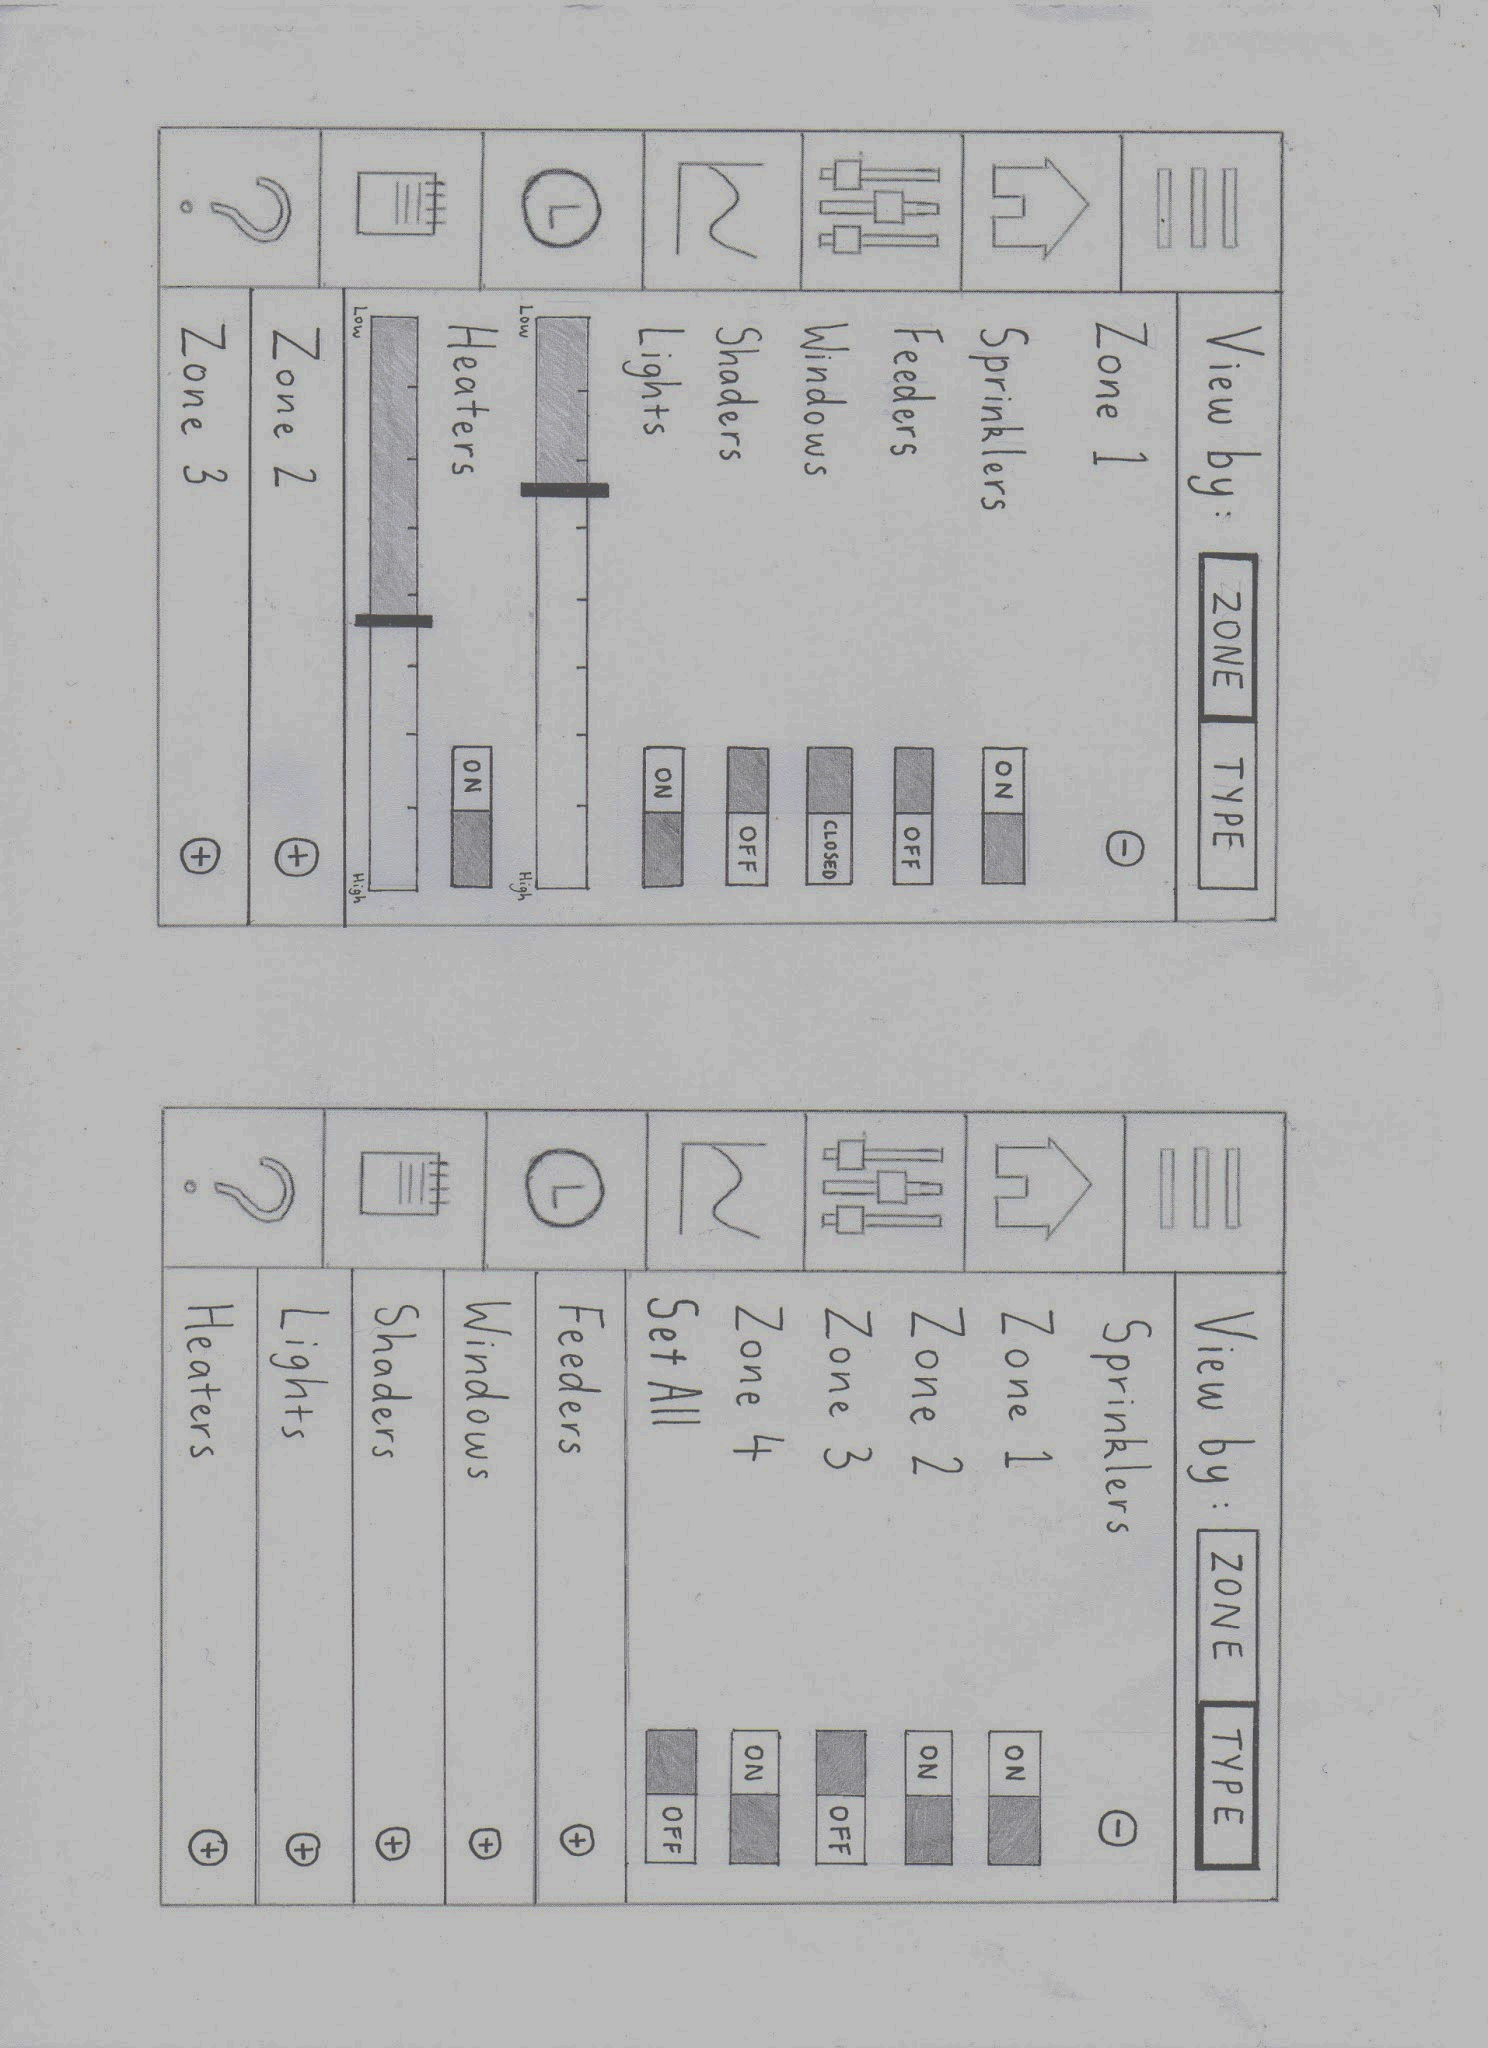 View by: ZONE TYPE
Zone 1
Sprinklers ON
Feeders OFF
Windows CLOSED
Shaders OFF
Lights ON
Low High
Heaters ON
Low High
Zone 2
Zone 3
View by: ZONE TYPE
Sprinklers
Zone 1 ON
Zone 2 ON
Zone 3 OFF
Zone 4 ON
Set All OFF
Feeders
Windows
Shaders
Lights
Heaters